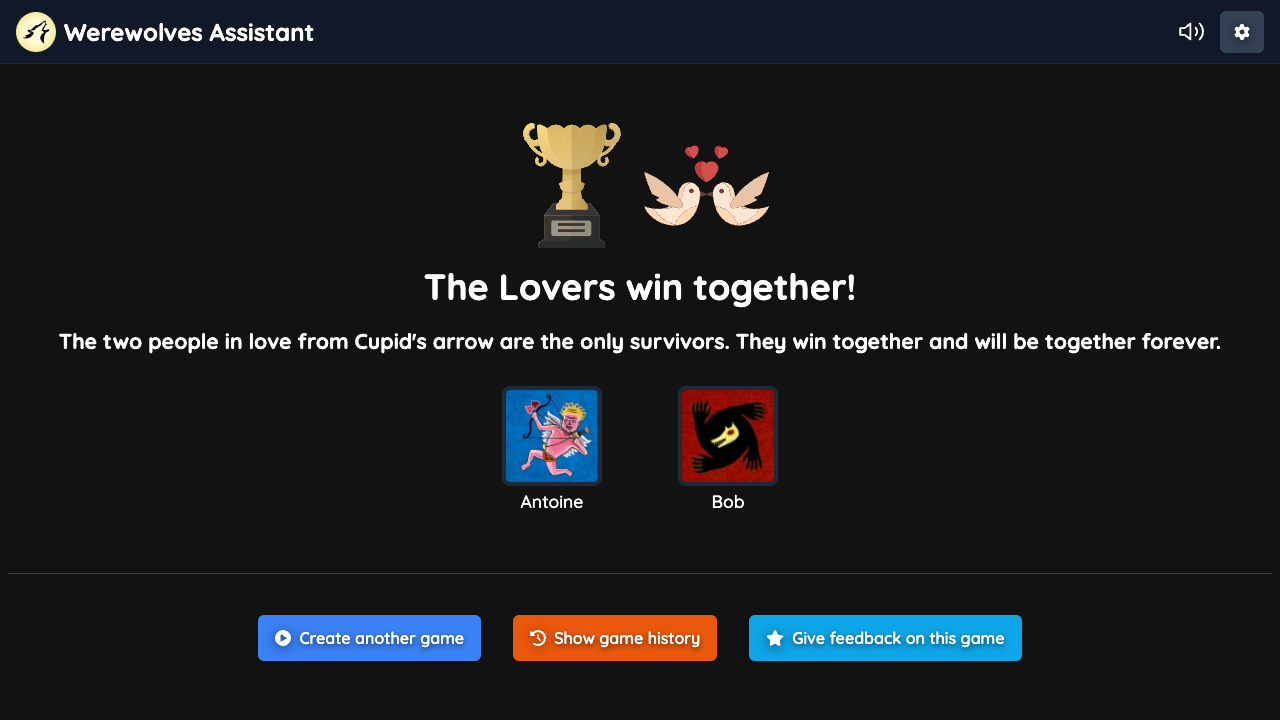 Werewolves Assistant
The Lovers win together!
The two people in love from Cupid's arrow are the only survivors. They win together and will be together forever.
Antoine
Bob
Create another game
Show game history
Give feedback on this game